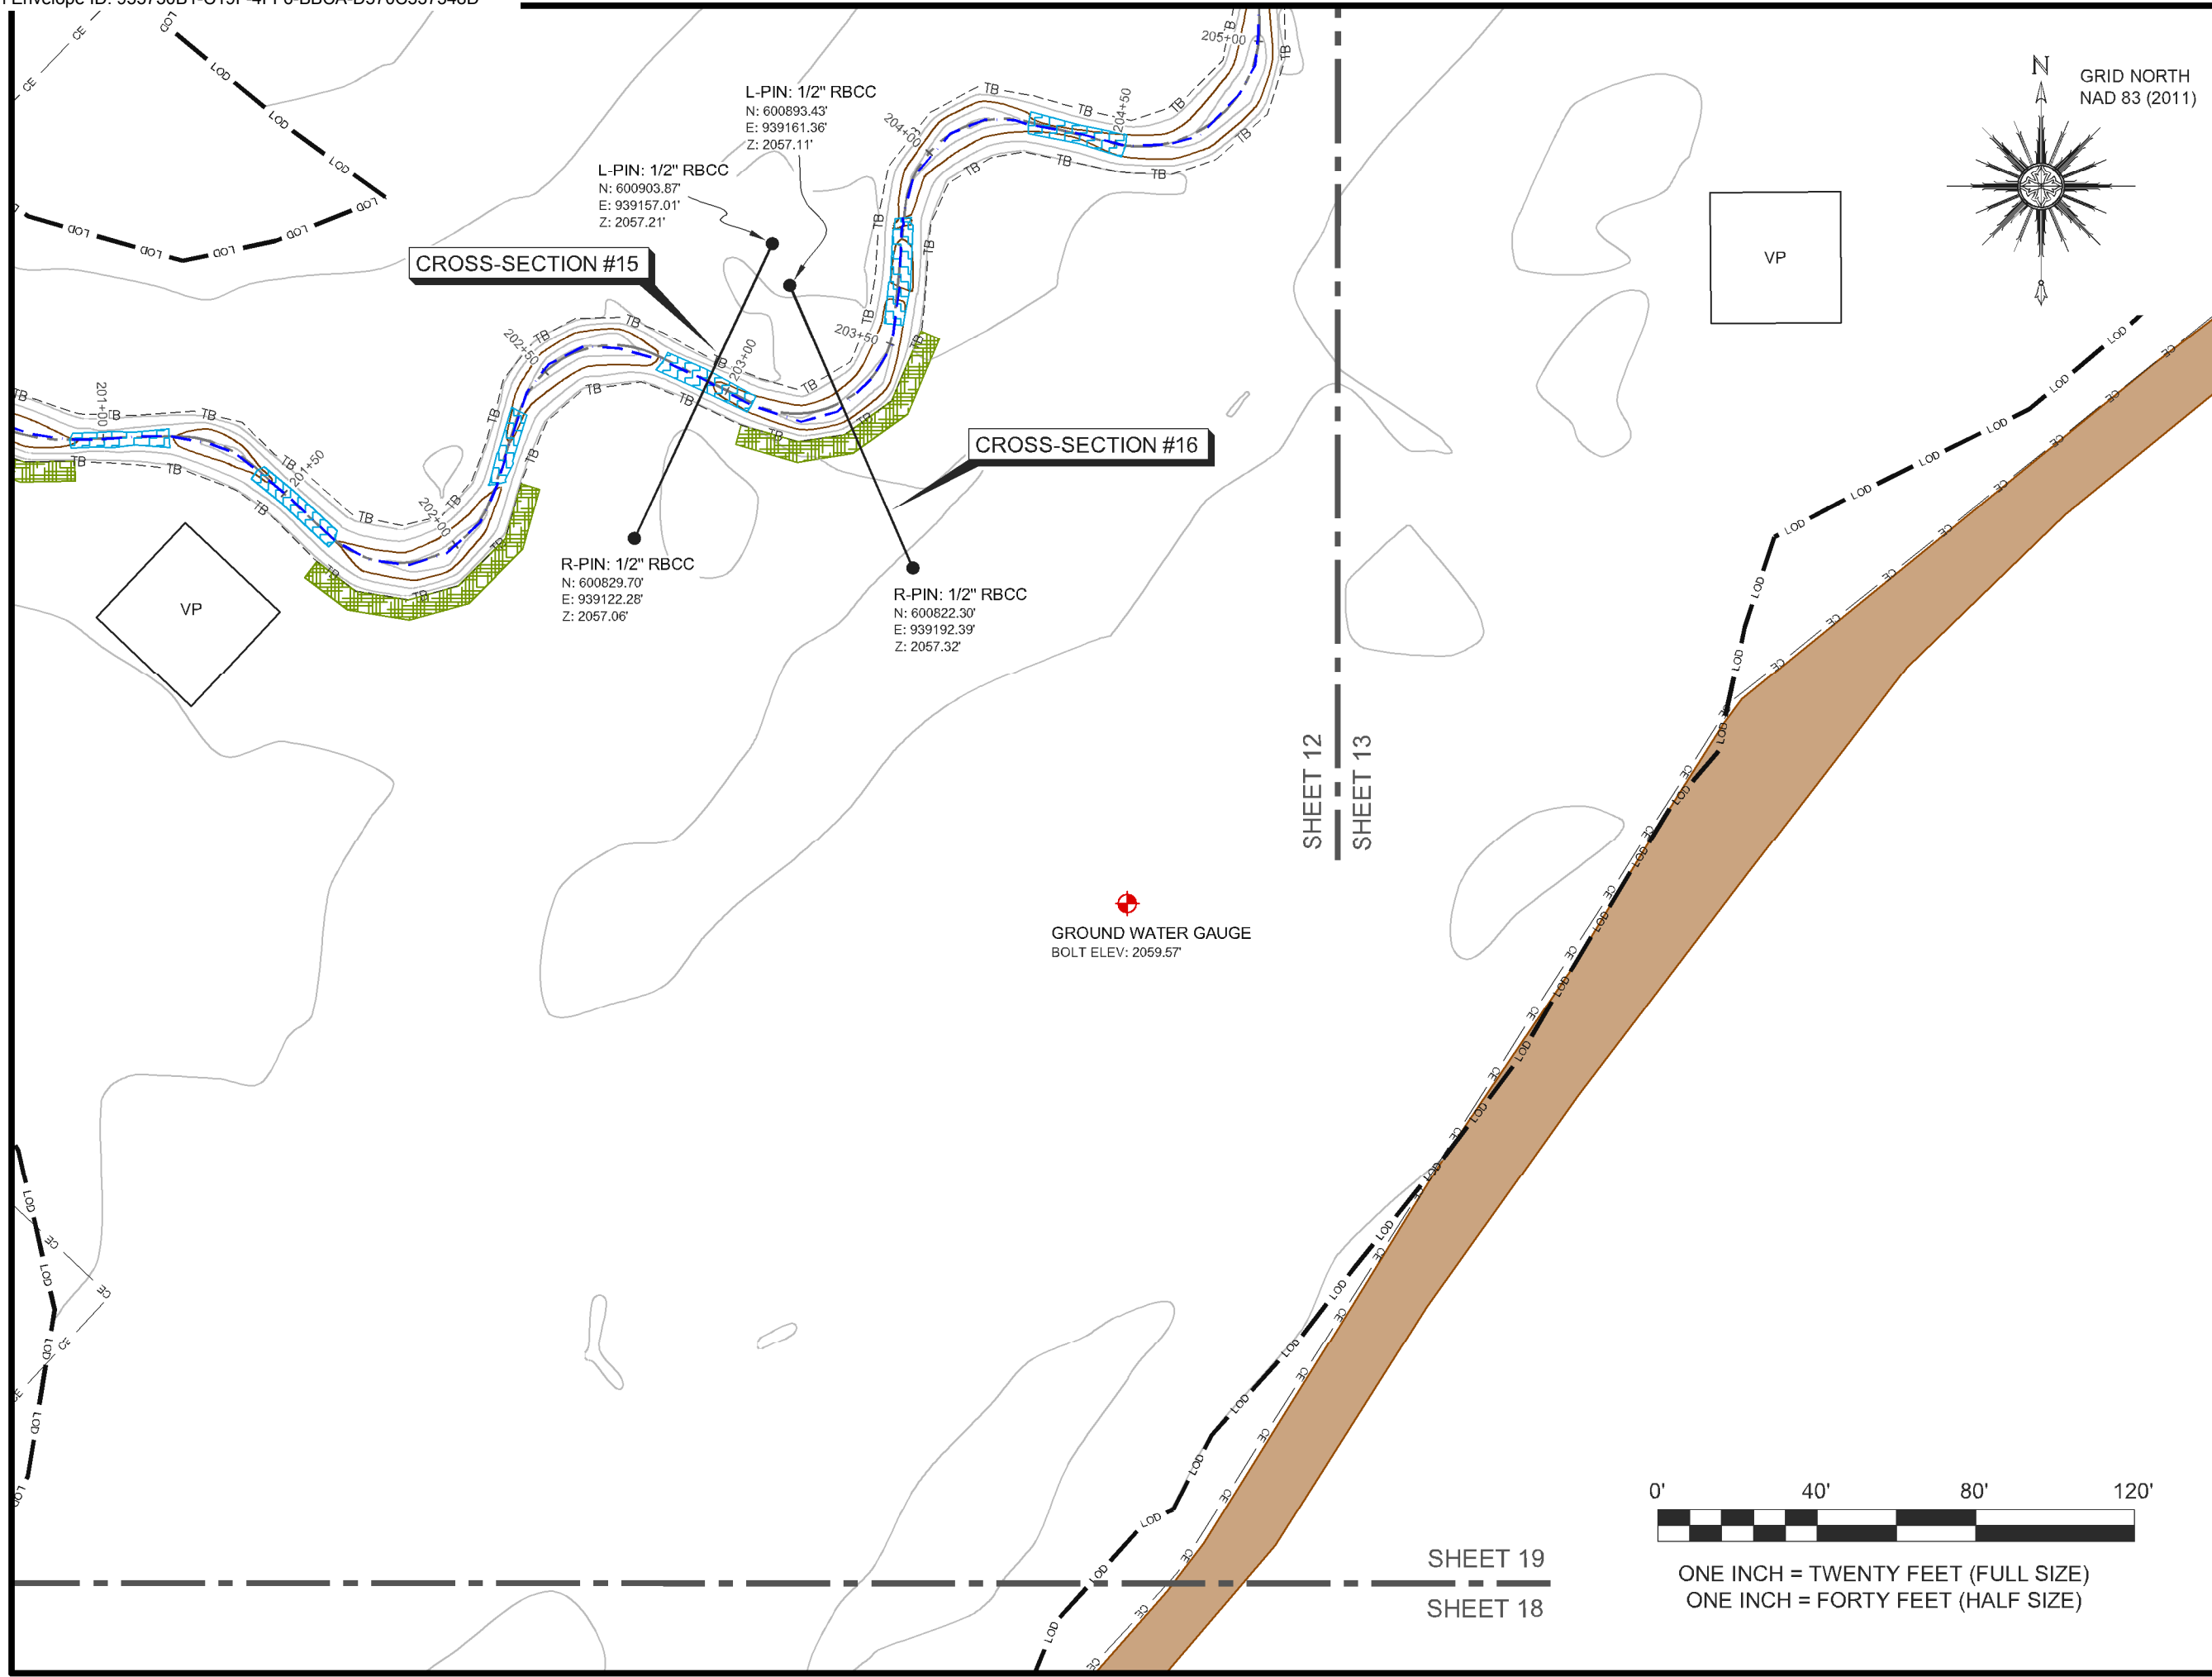 205+00
N
GRID NORTH
NAD 83 (2011)
L-PIN: 1/2" RBCC
N: 600893.43'
E: 939161.36'
Z: 2057.11'
204+50
204+00
L-PIN: 1/2" RBCC
N: 600903.87'
E: 939157.01'
Z: 2057.21'
CROSS-SECTION #15
VP
203+50
203+00
202+50
201+00
CROSS-SECTION #16
201+50
202+00
VP
R-PIN: 1/2" RBCC
N: 600829.70'
E: 939122.28'
Z: 2057.06'
R-PIN: 1/2" RBCC
N: 600822.30'
E: 939192.39'
Z: 2057.32'
TB
LOD
CE
SHEET 12
SHEET 13
GROUND WATER GAUGE
BOLT ELEV: 2059.57'
0' 40' 80' 120'
ONE INCH = TWENTY FEET (FULL SIZE)
ONE INCH = FORTY FEET (HALF SIZE)
SHEET 19
SHEET 18